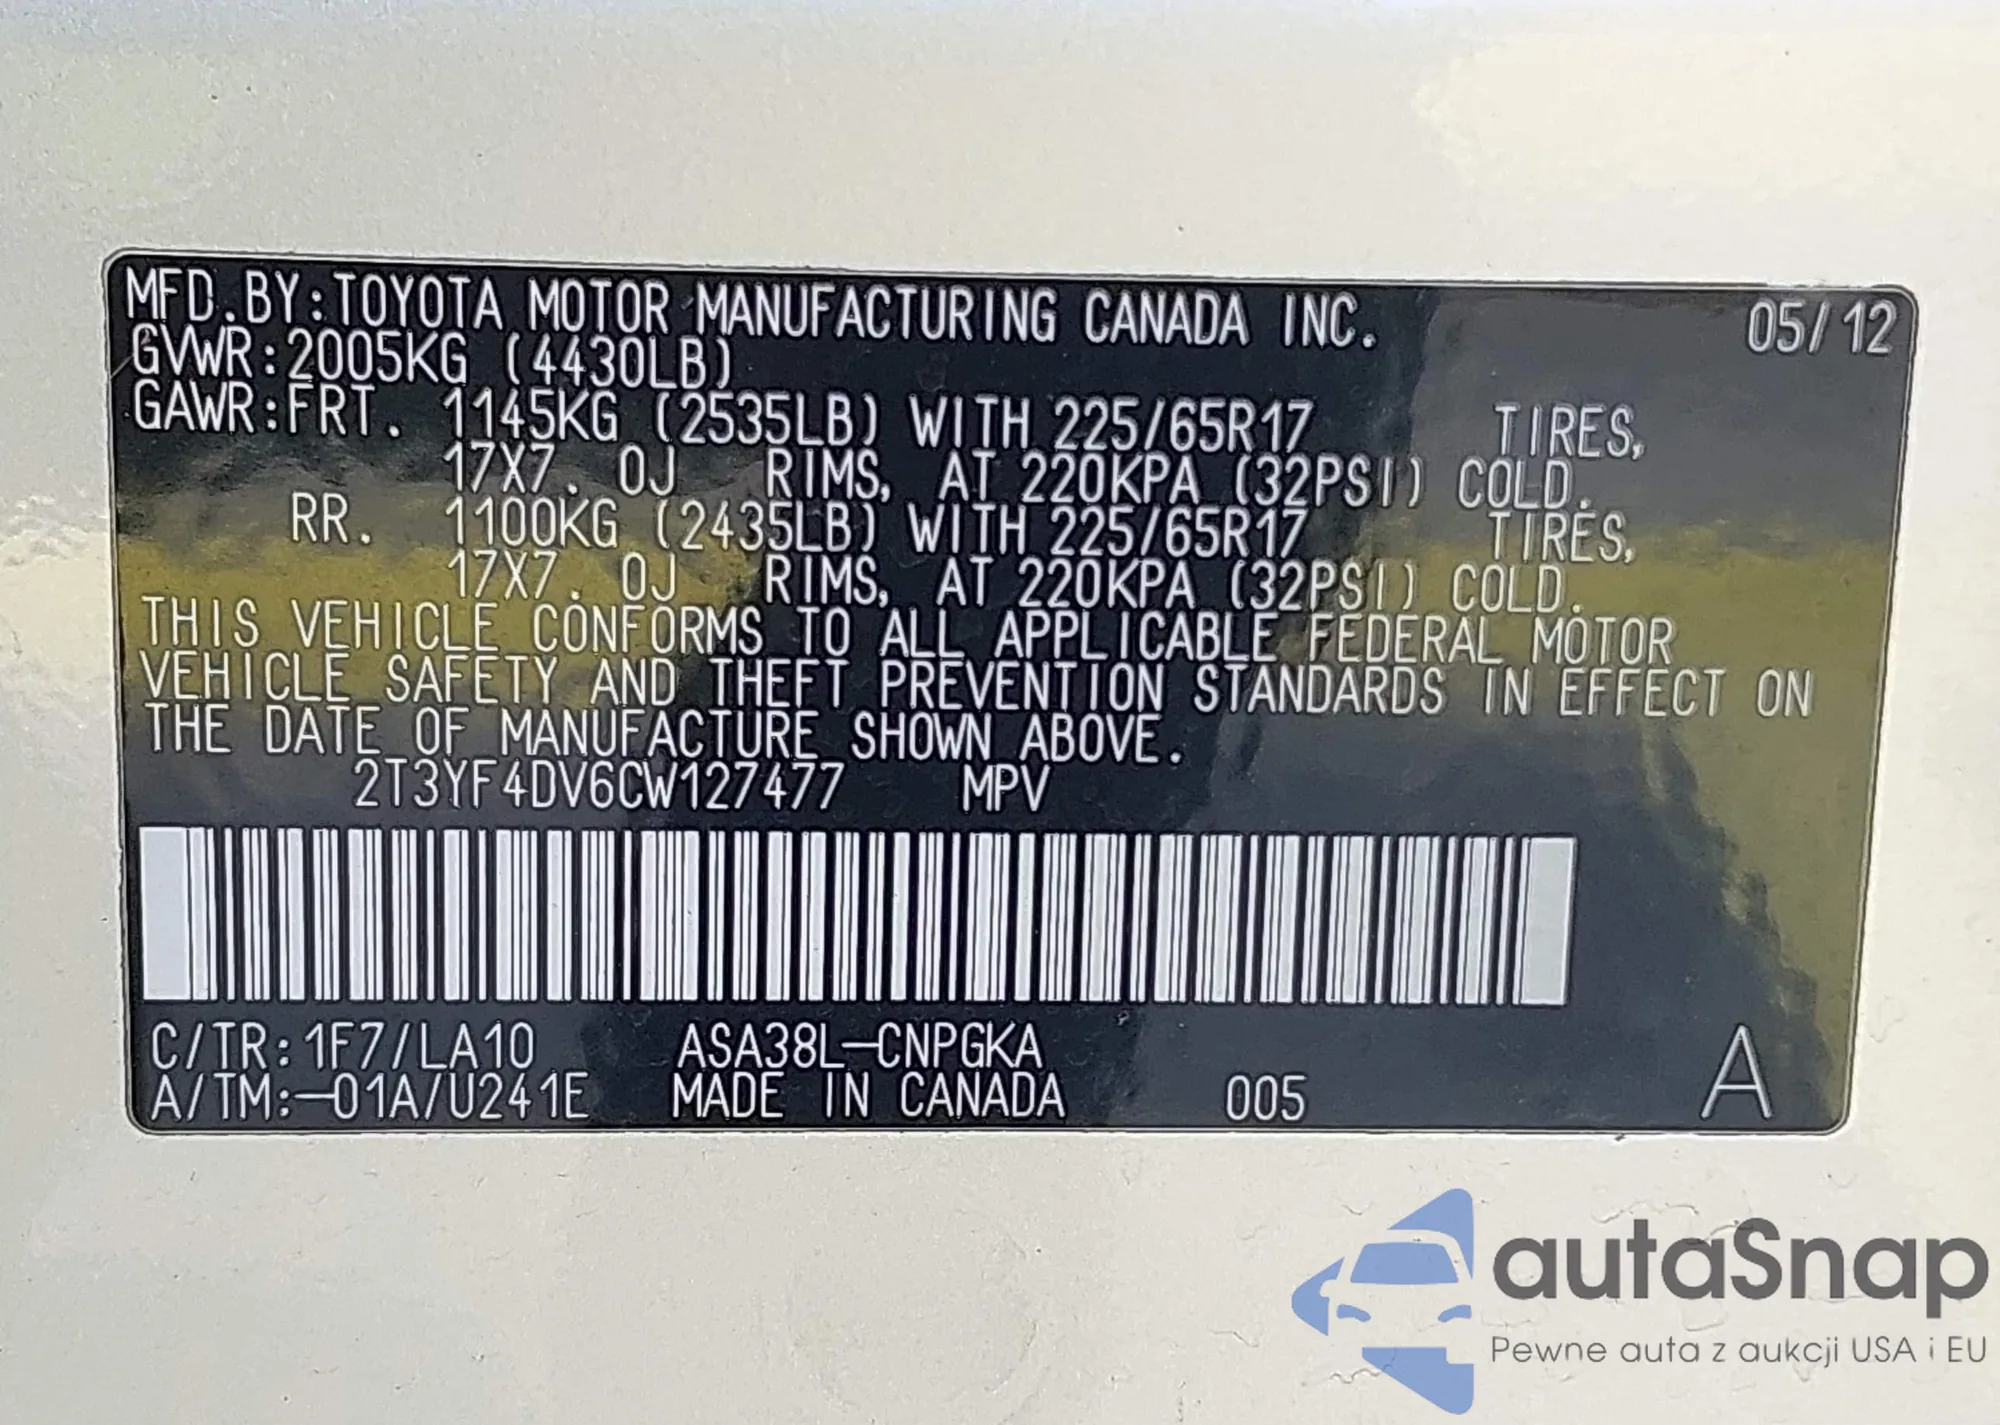 MFD.BY:TOYOTA MOTOR MANUFACTURING CANADA INC. 05/12
GVWR:2005KG (4430LB)
GAWR:FRT. 1145KG (2535LB) WITH 225/65R17 TIRES,
17X7.0J RIMS, AT 220KPA (32PSI) COLD.
RR. 1100KG (2435LB) WITH 225/65R17 TIRES,
17X7.0J RIMS, AT 220KPA (32PSI) COLD.
THIS VEHICLE CONFORMS TO ALL APPLICABLE FEDERAL MOTOR
VEHICLE SAFETY AND THEFT PREVENTION STANDARDS IN EFFECT ON
THE DATE OF MANUFACTURE SHOWN ABOVE.
2T3YF4DV6CW127477 MPV
C/TR:1F7/LA10 ASA38L-CNPGKA
A/TM:-01A/U241E MADE IN CANADA 005 A
autaSnap
Pewne auta z aukcji USA i EU